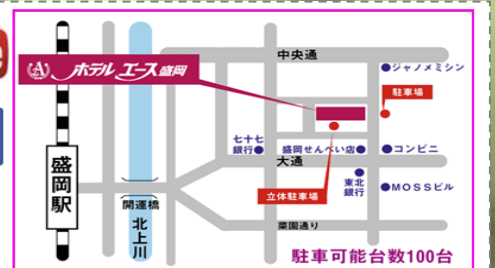 中央通
ジャノメミシン
ホテル エース 盛岡
駐車場
七十七
銀行
盛岡せんべい店
コンビニ
大通
盛岡駅
立体駐車場
東北
銀行
MOSSビル
開運橋
北上川
菜園通り
駐車可能台数100台